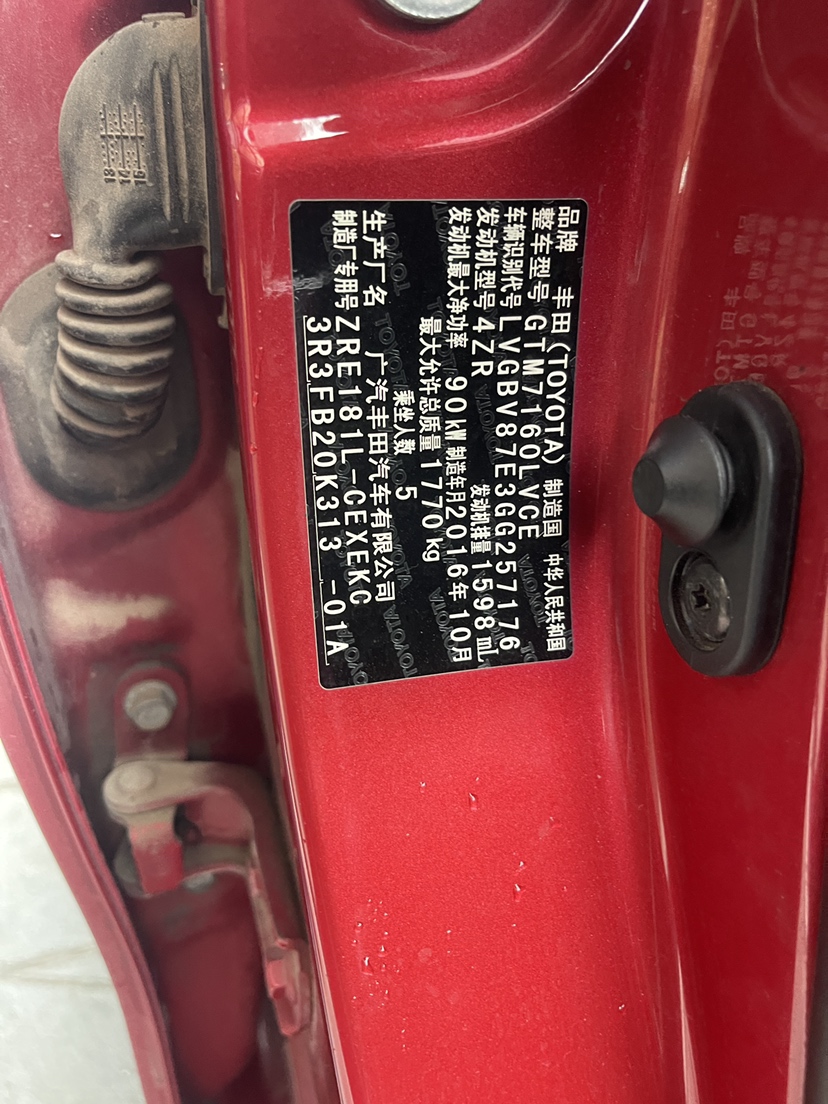 品牌 丰田(TOYOTA) 制造国 中华人民共和国
整车型号 GTM7160LVCE
车辆识别代号 LVGBV87E3GG257176
发动机型号 4ZR 发动机排量 1598 mL
发动机最大净功率 90 kW 制造年月 2016年10月
最大允许总质量 1770 kg
乘坐人数 5
生产厂名 广汽丰田汽车有限公司
制造厂专用号 ZRE181L-CEXEKC
3R3FB20K313 -01A